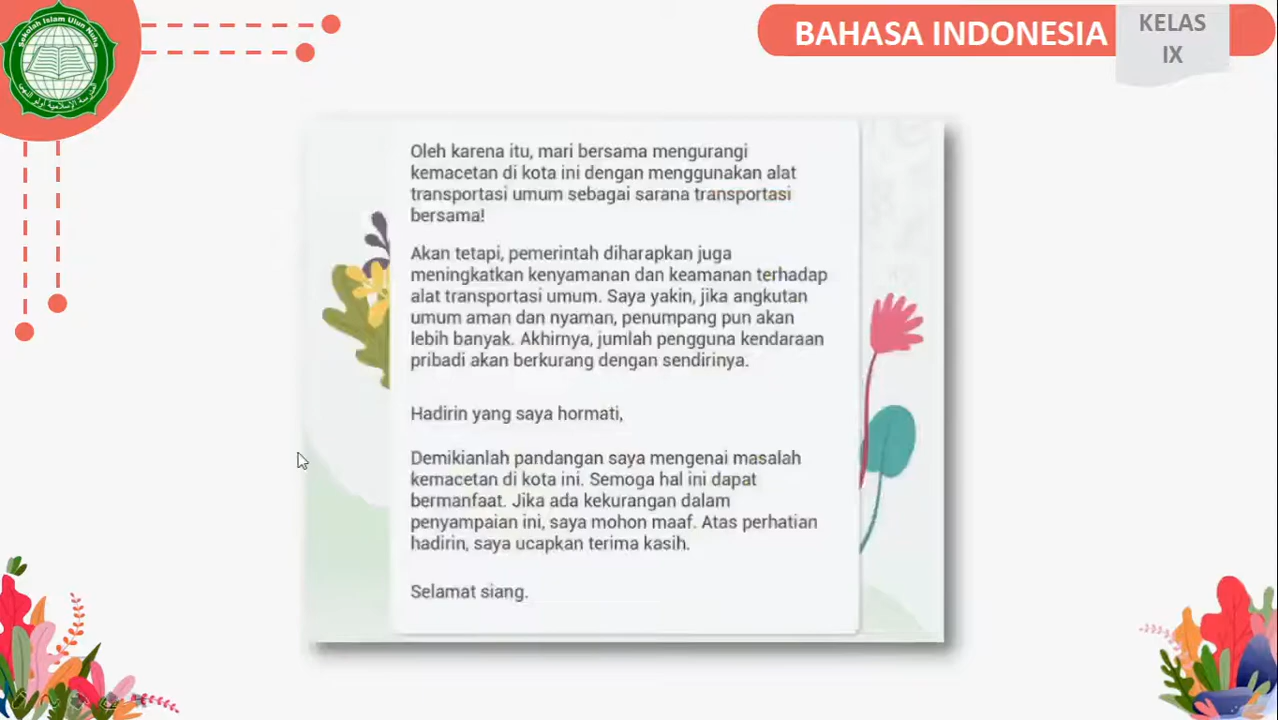 Sekolah Islam Ulun Nuha
BAHASA INDONESIA
KELAS
IX
Oleh karena itu, mari bersama mengurangi
kemacetan di kota ini dengan menggunakan alat
transportasi umum sebagai sarana transportasi
bersama!
Akan tetapi, pemerintah diharapkan juga
meningkatkan kenyamanan dan keamanan terhadap
alat transportasi umum. Saya yakin, jika angkutan
umum aman dan nyaman, penumpang pun akan
lebih banyak. Akhirnya, jumlah pengguna kendaraan
pribadi akan berkurang dengan sendirinya.
Hadirin yang saya hormati,
Demikianlah pandangan saya mengenai masalah
kemacetan di kota ini. Semoga hal ini dapat
bermanfaat. Jika ada kekurangan dalam
penyampaian ini, saya mohon maaf. Atas perhatian
hadirin, saya ucapkan terima kasih.
Selamat siang.